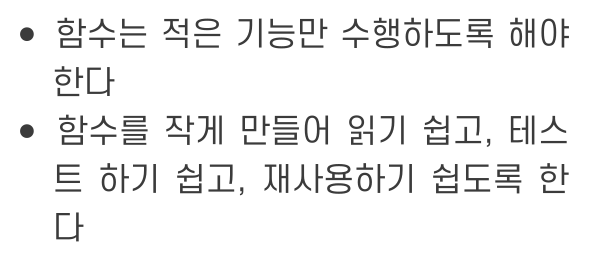 • 함수는 적은 기능만 수행하도록 해야
한다
• 함수를 작게 만들어 읽기 쉽고, 테스
트 하기 쉽고, 재사용하기 쉽도록 한
다